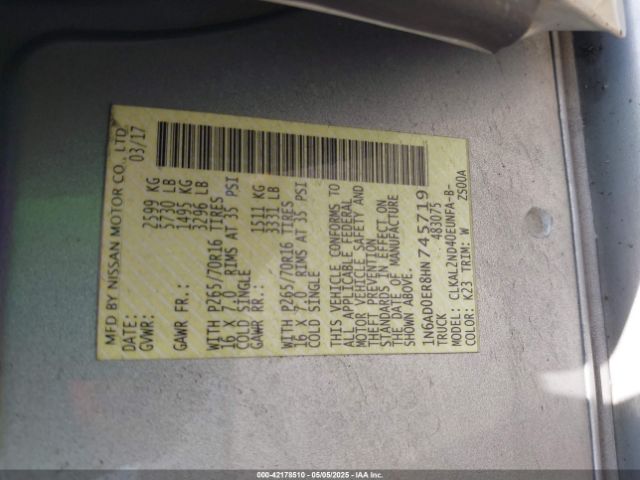 MFD BY NISSAN MOTOR CO., LTD.
DATE: 03/17
GVWR: 2599 KG
5730 LB
GAWR FR.: 1495 KG
3296 LB
WITH P265/70R16 TIRES
16 X 7.0 RIMS AT 35 PSI
COLD SINGLE
GAWR RR.: 1511 KG
3331 LB
WITH P265/70R16 TIRES
16 X 7.0 RIMS AT 35 PSI
COLD SINGLE
THIS VEHICLE CONFORMS TO
ALL APPLICABLE FEDERAL
MOTOR VEHICLE SAFETY AND
THEFT PREVENTION
STANDARDS IN EFFECT ON
THE DATE OF MANUFACTURE
SHOWN ABOVE.
1N6AD0ER8HN745719
TRUCK 483075
MODEL: CLKAL2ND4DEUNFA-B-
COLOR: K23 TRIM: W ZS00A
000-42178510 - 05/05/2025 - IAAI.COM